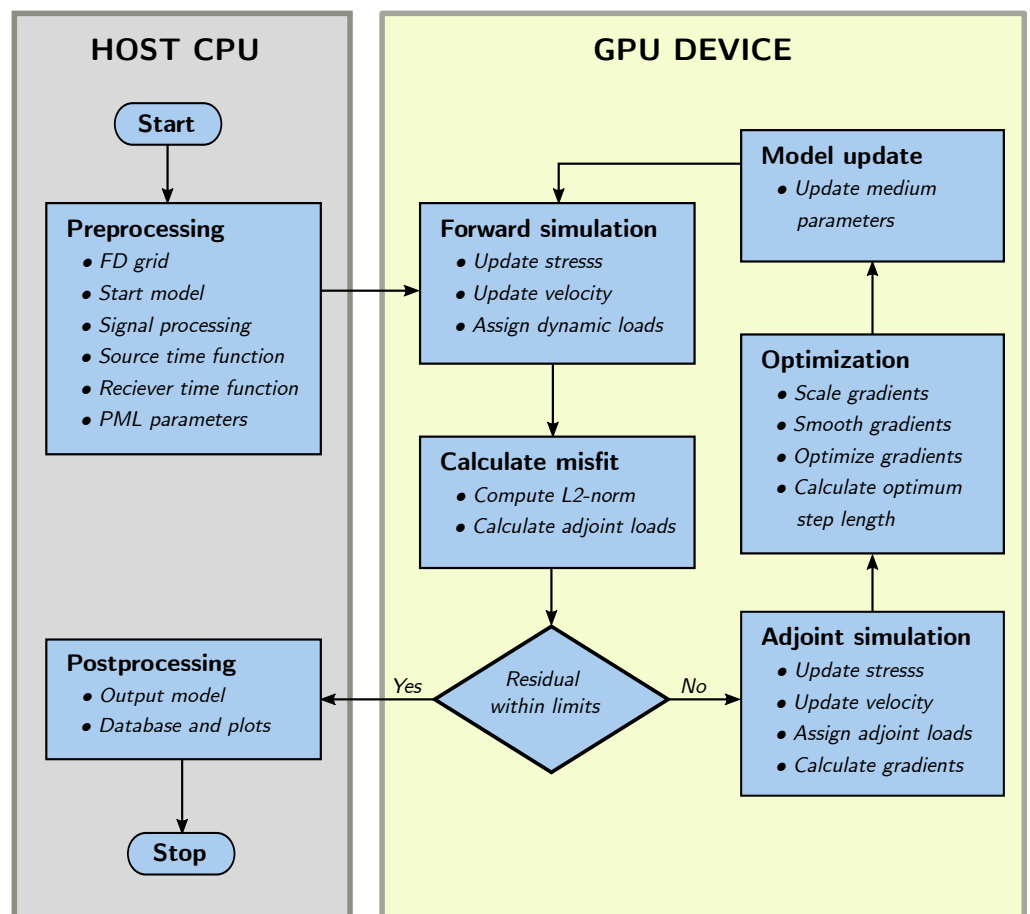 HOST CPU
Start
Preprocessing
• FD grid
• Start model
• Signal processing
• Source time function
• Reciever time function
• PML parameters
Postprocessing
• Output model
• Database and plots
Stop
GPU DEVICE
Forward simulation
• Update stresss
• Update velocity
• Assign dynamic loads
Calculate misfit
• Compute L2-norm
• Calculate adjoint loads
Residual
within limits
Yes
No
Adjoint simulation
• Update stresss
• Update velocity
• Assign adjoint loads
• Calculate gradients
Optimization
• Scale gradients
• Smooth gradients
• Optimize gradients
• Calculate optimum
step length
Model update
• Update medium
parameters